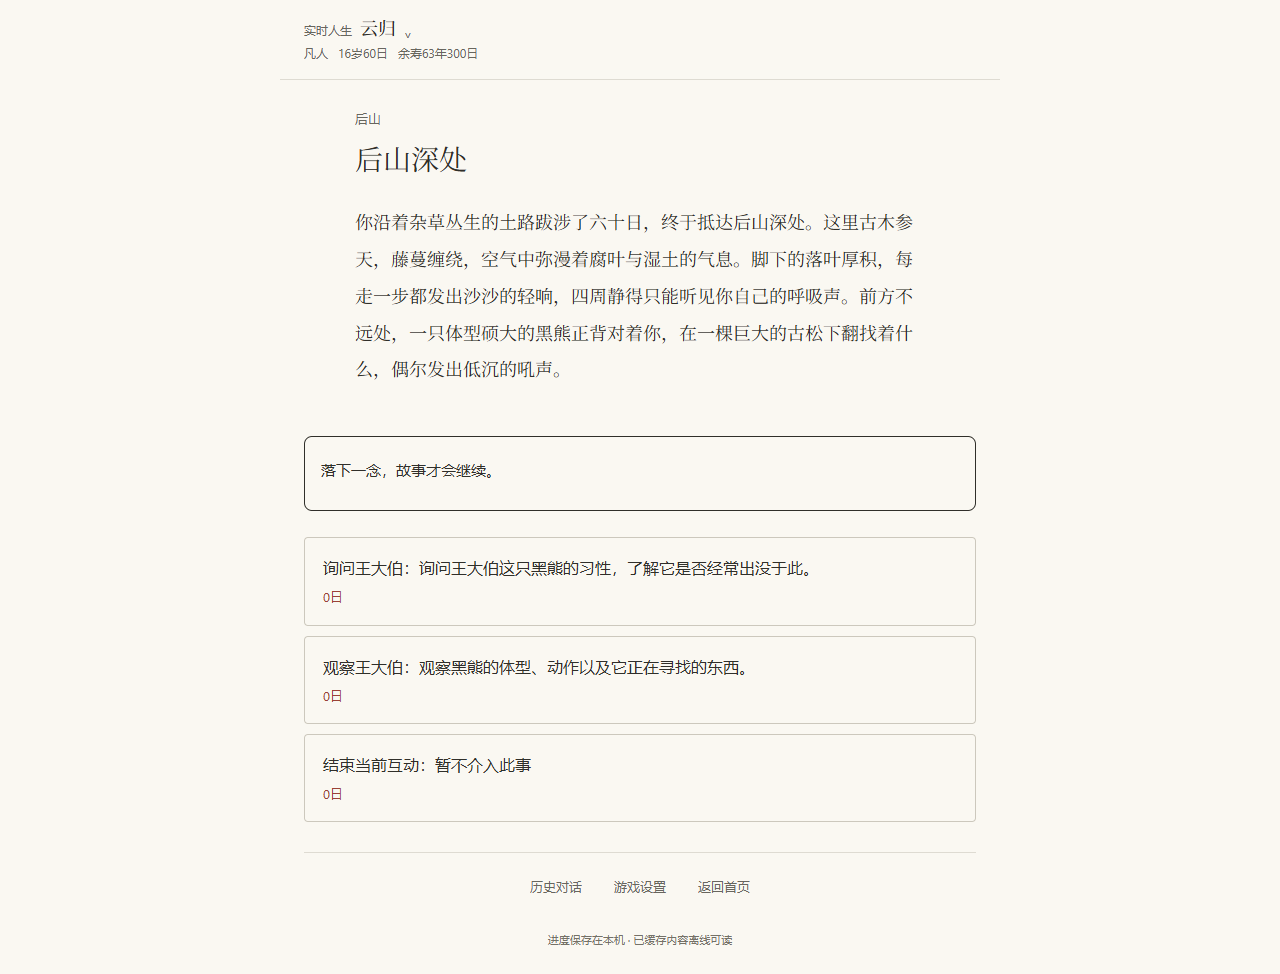 实时人生 云归 ˅
凡人 16岁60日 余寿63年300日
后山
后山深处
你沿着杂草丛生的土路跋涉了六十日，终于抵达后山深处。这里古木参
天，藤蔓缠绕，空气中弥漫着腐叶与湿土的气息。脚下的落叶厚积，每
走一步都发出沙沙的轻响，四周静得只能听见你自己的呼吸声。前方不
远处，一只体型硕大的黑熊正背对着你，在一棵巨大的古松下翻找着什
么，偶尔发出低沉的吼声。
落下一念，故事才会继续。
询问王大伯：询问王大伯这只黑熊的习性，了解它是否经常出没于此。
0日
观察王大伯：观察黑熊的体型、动作以及它正在寻找的东西。
0日
结束当前互动：暂不介入此事
0日
历史对话 游戏设置 返回首页
进度保存在本机 · 已缓存内容离线可读